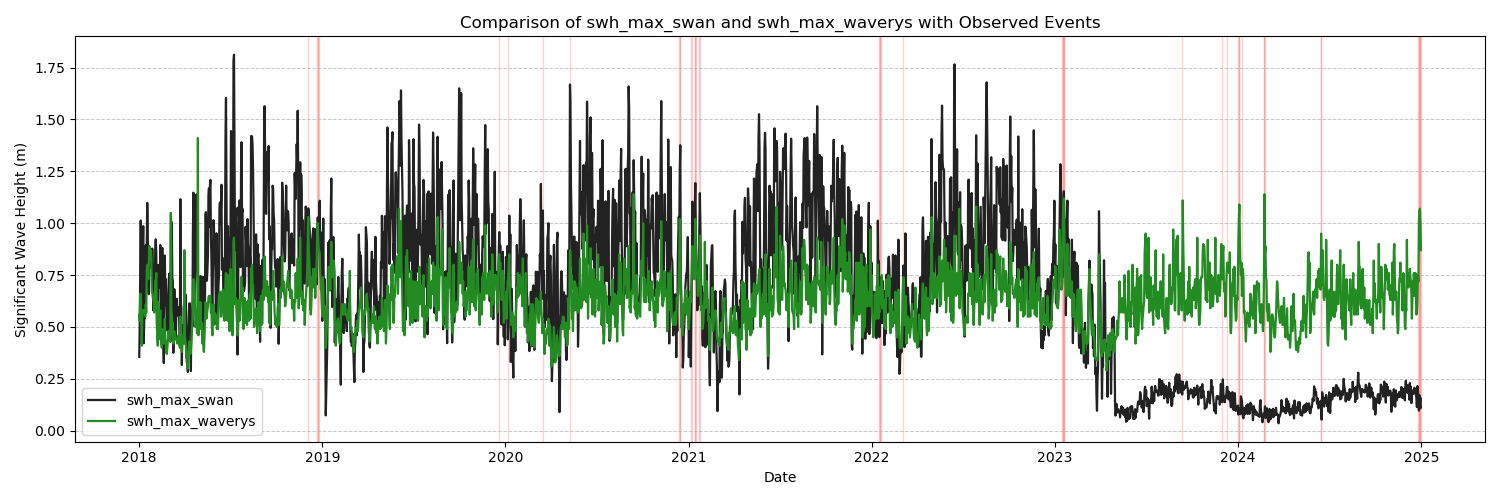 Comparison of swh_max_swan and swh_max_waverys with Observed Events
Significant Wave Height (m)
1.75
1.50
1.25
1.00
0.75
0.50
0.25
0.00
swh_max_swan
swh_max_waverys
2018 2019 2020 2021 2022 2023 2024 2025
Date